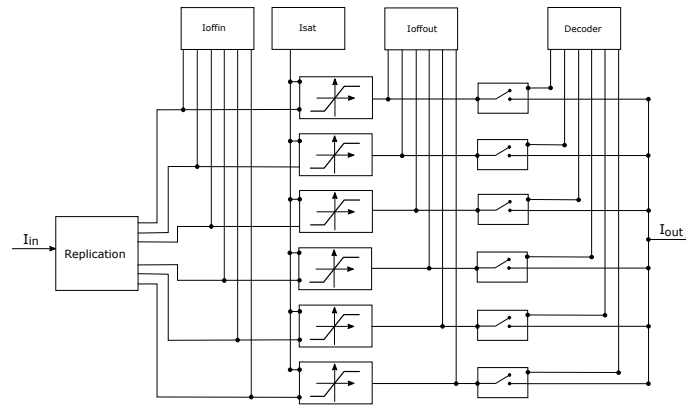 Ioffin
Isat
Ioffout
Decoder
Iin
Replication
Iout